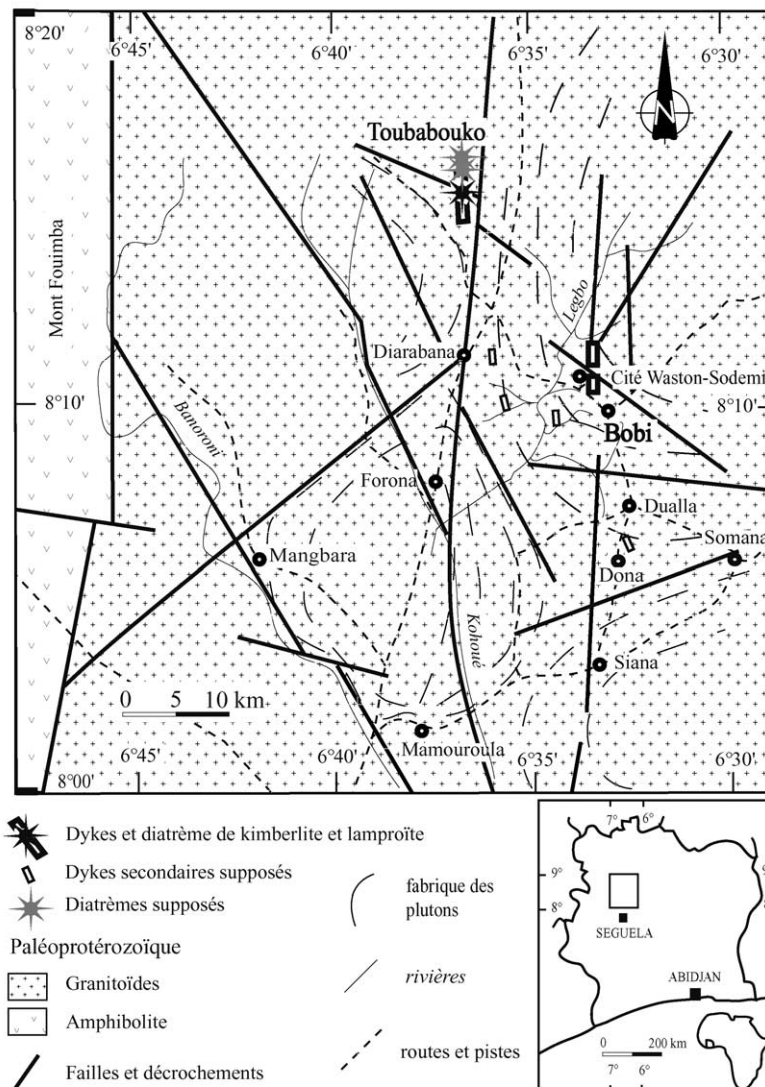 8°20'
6°45'
6°40'
6°35'
6°30'
N
Toubabouko
Mont Fouimba
Legbo
Diarabana
Cité Waston-Sodemi
8°10'
8°10'
Banoroni
Bobi
Forona
Dualla
Somana
Mangbara
Dona
Kohoué
Siana
0 5 10 km
Mamouroula
8°00'
6°45'
6°40'
6°35'
6°30'
Dykes et diatrème de kimberlite et lamproïte
Dykes secondaires supposés
Diatrèmes supposés
Paléoprotérozoïque
Granitoïdes
Amphibolite
Failles et décrochements
fabrique des
plutons
rivières
routes et pistes
7° 6°
9°
8°
9
8
SEGUELA
ABIDJAN
0 200 km
7° 6°